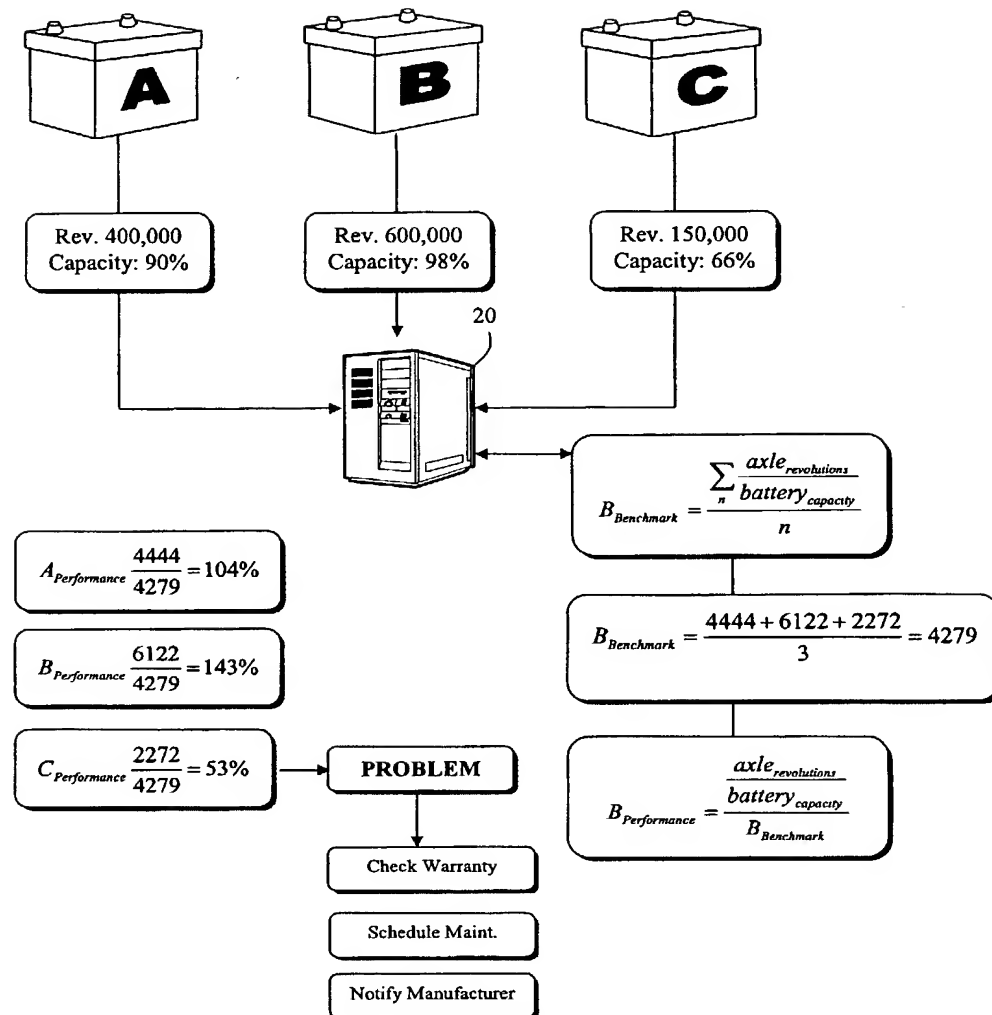 A
B
C
Rev. 400,000
Capacity: 90%
Rev. 600,000
Capacity: 98%
Rev. 150,000
Capacity: 66%
20
B_Benchmark = (∑_n axle_revolutions / battery_capacity) / n
A_Performance 4444/4279 = 104%
B_Benchmark = (4444 + 6122 + 2272) / 3 = 4279
B_Performance 6122/4279 = 143%
C_Performance 2272/4279 = 53%
PROBLEM
B_Performance = (axle_revolutions / battery_capacity) / B_Benchmark
Check Warranty
Schedule Maint.
Notify Manufacturer